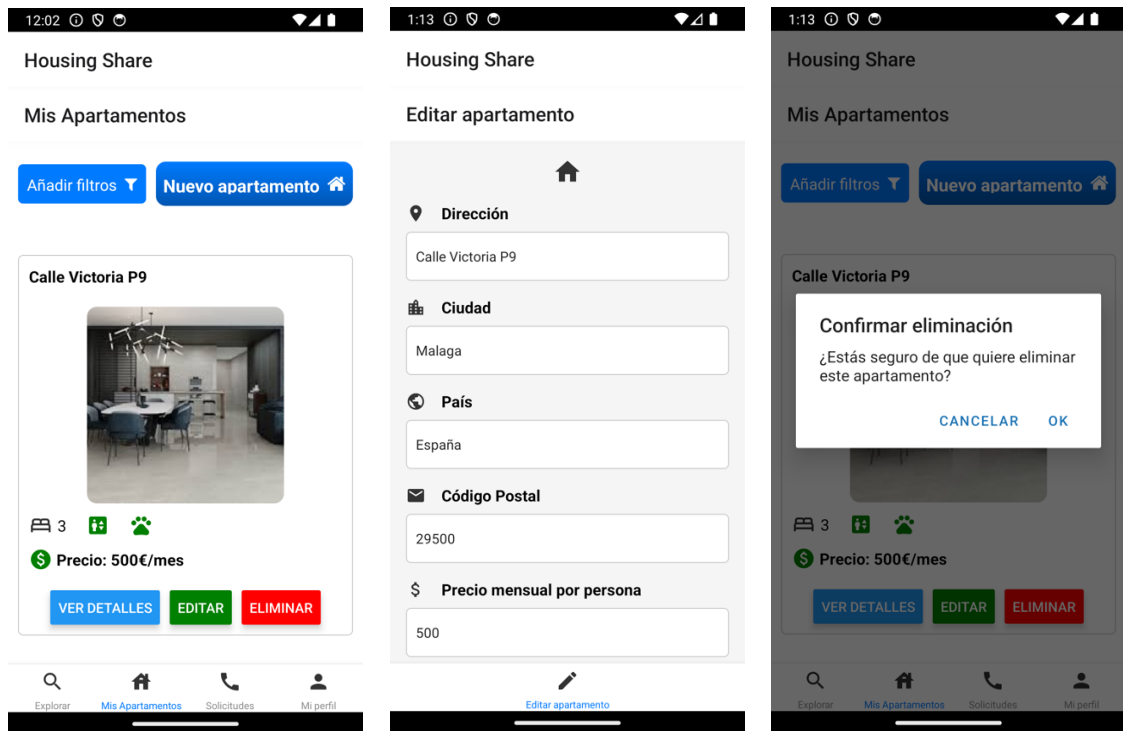 12:02
Housing Share
Mis Apartamentos
Añadir filtros
Nuevo apartamento
Calle Victoria P9
3
Precio: 500€/mes
VER DETALLES
EDITAR
ELIMINAR
Explorar
Mis Apartamentos
Solicitudes
Mi perfil
1:13
Housing Share
Editar apartamento
Dirección
Calle Victoria P9
Ciudad
Malaga
País
España
Código Postal
29500
Precio mensual por persona
500
Editar apartamento
1:13
Housing Share
Mis Apartamentos
Añadir filtros
Nuevo apartamento
Calle Victoria P9
Confirmar eliminación
¿Estás seguro de que quiere eliminar
este apartamento?
CANCELAR
OK
3
Precio: 500€/mes
VER DETALLES
EDITAR
ELIMINAR
Explorar
Mis Apartamentos
Solicitudes
Mi perfil